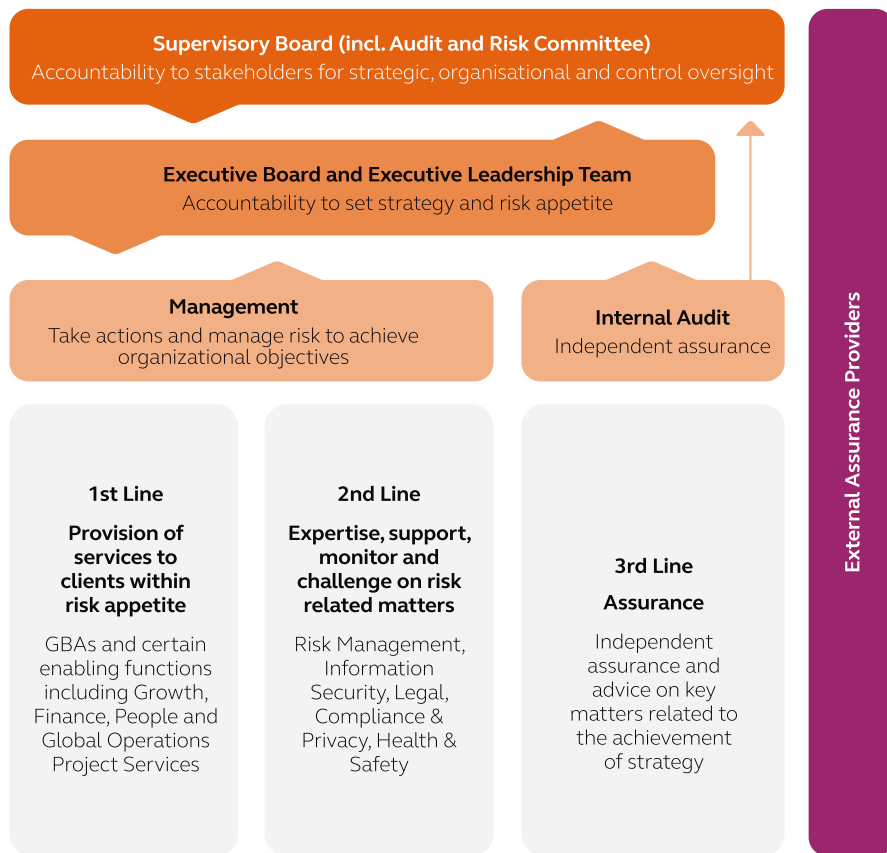 Supervisory Board (incl. Audit and Risk Committee)
Accountability to stakeholders for strategic, organisational and control oversight
Executive Board and Executive Leadership Team
Accountability to set strategy and risk appetite
Management
Take actions and manage risk to achieve
organizational objectives
Internal Audit
Independent assurance
1st Line
Provision of
services to
clients within
risk appetite
GBAs and certain
enabling functions
including Growth,
Finance, People and
Global Operations
Project Services
2nd Line
Expertise, support,
monitor and
challenge on risk
related matters
Risk Management,
Information
Security, Legal,
Compliance &
Privacy, Health &
Safety
3rd Line
Assurance
Independent
assurance and
advice on key
matters related to
the achievement
of strategy
External Assurance Providers